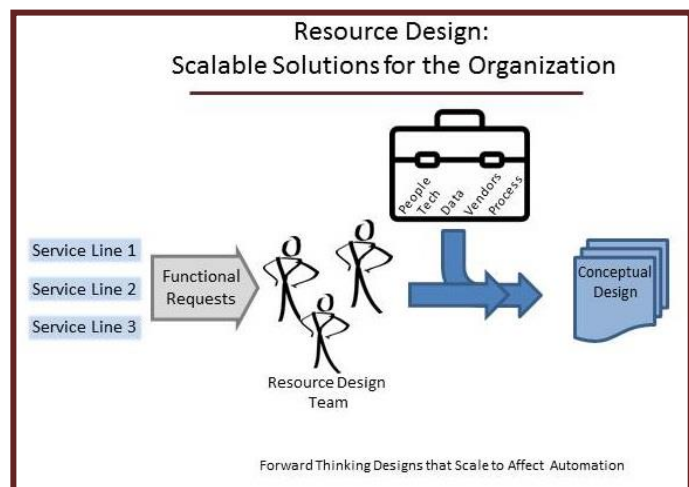 Resource Design:
Scalable Solutions for the Organization
People
Tech
Data
Vendors
Process
Service Line 1
Service Line 2
Service Line 3
Functional
Requests
Resource Design
Team
Conceptual
Design
Forward Thinking Designs that Scale to Affect Automation